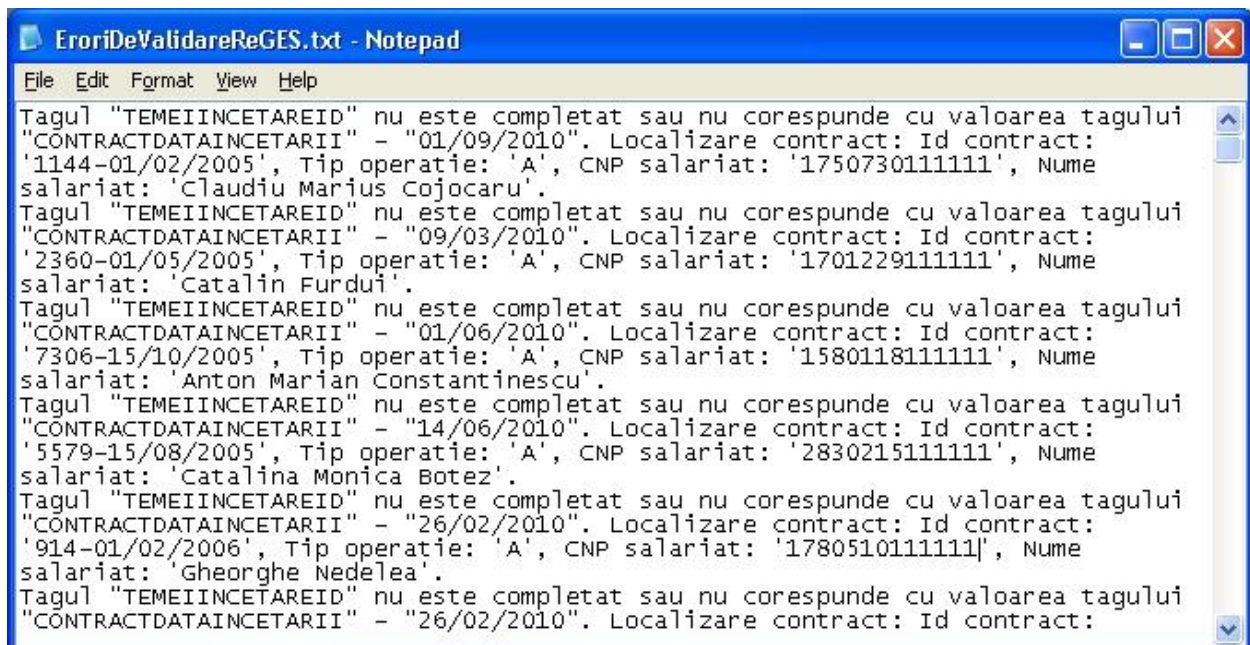 EroriDeValidareReGES.txt - Notepad
File Edit Format View Help
Tagul "TEMEIINCETAREID" nu este completat sau nu corespunde cu valoarea tagului
"CONTRACTDATAINCETARII" - "01/09/2010". Localizare contract: Id contract:
'1144-01/02/2005', Tip operatie: 'A', CNP salariat: '1750730111111', Nume
salariat: 'Claudiu Marius Cojocaru'.
Tagul "TEMEIINCETAREID" nu este completat sau nu corespunde cu valoarea tagului
"CONTRACTDATAINCETARII" - "09/03/2010". Localizare contract: Id contract:
'2360-01/05/2005', Tip operatie: 'A', CNP salariat: '1701229111111', Nume
salariat: 'Catalin Furdui'.
Tagul "TEMEIINCETAREID" nu este completat sau nu corespunde cu valoarea tagului
"CONTRACTDATAINCETARII" - "01/06/2010". Localizare contract: Id contract:
'7306-15/10/2005', Tip operatie: 'A', CNP salariat: '1580118111111', Nume
salariat: 'Anton Marian Constantinescu'.
Tagul "TEMEIINCETAREID" nu este completat sau nu corespunde cu valoarea tagului
"CONTRACTDATAINCETARII" - "14/06/2010". Localizare contract: Id contract:
'5579-15/08/2005', Tip operatie: 'A', CNP salariat: '2830215111111', Nume
salariat: 'Catalina Monica Botez'.
Tagul "TEMEIINCETAREID" nu este completat sau nu corespunde cu valoarea tagului
"CONTRACTDATAINCETARII" - "26/02/2010". Localizare contract: Id contract:
'914-01/02/2006', Tip operatie: 'A', CNP salariat: '1780510111111', Nume
salariat: 'Gheorghe Nedelea'.
Tagul "TEMEIINCETAREID" nu este completat sau nu corespunde cu valoarea tagului
"CONTRACTDATAINCETARII" - "26/02/2010". Localizare contract: Id contract: